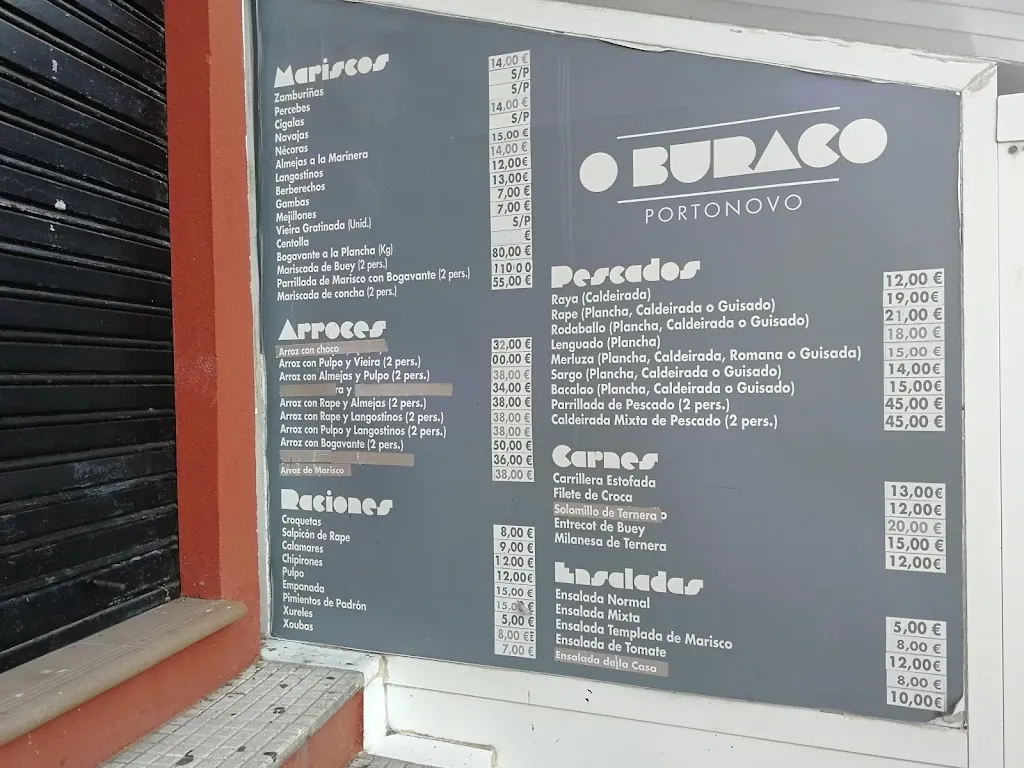 Mariscos
Zamburiñas 14,00 €
Percebes S/P
Cigalas S/P
Navajas 14,00 €
Nécoras S/P
Almejas a la Marinera 15,00 €
Langostinos 14,00 €
Berberechos 12,00€
Gambas 13,00€
Mejillones 7,00 €
Vieira Gratinada (Unid.) 7,00 €
Centolla S/P
Bogavante a la Plancha (Kg) €
Mariscada de Buey (2 pers.) 80,00 €
Parrillada de Marisco con Bogavante (2 pers.) 110 00
Mariscada de concha (2 pers.) 55,00 €
Arroces
Arroz con choco 32,00 €
Arroz con Pulpo y Vieira (2 pers.) 00.00 €
Arroz con Almejas y Pulpo (2 pers.) 38,00 €
ra y 34,00 €
Arroz con Rape y Almejas (2 pers.) 38,00 €
Arroz con Rape y Langostinos (2 pers.) 38,00 €
Arroz con Pulpo y Langostinos (2 pers.) 38,00 €
Arroz con Bogavante (2 pers.) 50,00 €
36,00 €
Arroz de Marisco 38,00 €
Raciones
Croquetas 8,00 €
Salpicón de Rape 9,00 €
Calamares 12.00 €
Chipirones 12,00€
Pulpo 15,00 €
Empanada 15,00 €
Pimientos de Padrón 5,00 €
Xureles 8,00 €
Xoubas 7,00 €
O BURACO
PORTONOVO
Pescados
Raya (Caldeirada) 12,00 €
Rape (Plancha, Caldeirada o Guisado) 19,00€
Rodaballo (Plancha, Caldeirada o Guisado) 21,00 €
Lenguado (Plancha) 18,00 €
Merluza (Plancha, Caldeirada, Romana o Guisada) 15,00 €
Sargo (Plancha, Caldeirada o Guisado) 14,00€
Bacalao (Plancha, Caldeirada o Guisado) 15,00€
Parrillada de Pescado (2 pers.) 45,00 €
Caldeirada Mixta de Pescado (2 pers.) 45,00 €
Carnes
Carrillera Estofada 13,00€
Filete de Croca 12,00€
Solomillo de Ternera 20,00 €
Entrecot de Buey 15,00 €
Milanesa de Ternera 12,00€
Ensaladas
Ensalada Normal 5,00 €
Ensalada Mixta 8,00 €
Ensalada Templada de Marisco 12,00€
Ensalada de Tomate 8,00 €
Ensalada de la Casa 10,00€